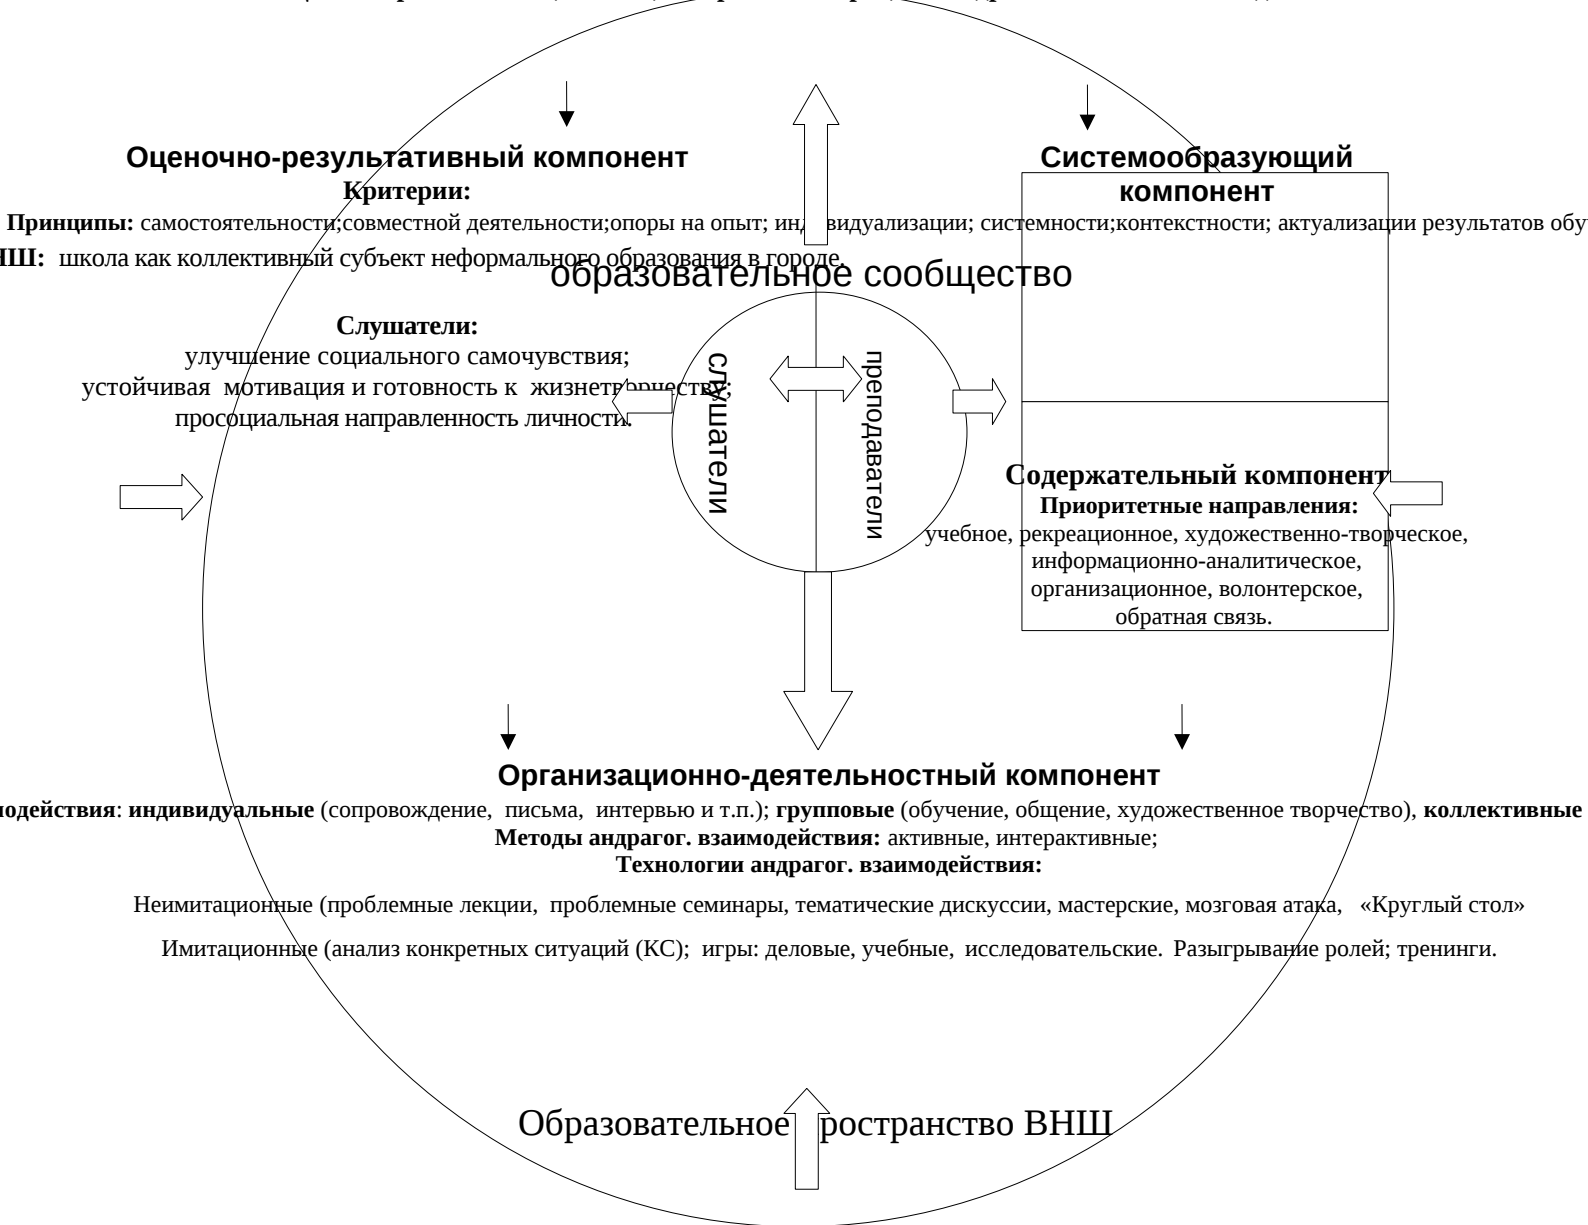 Оценочно-результативный компонент
Критерии:
Системообразующий
компонент
Принципы: самостоятельности;совместной деятельности;опоры на опыт; индивидуализации; системности;контекстности; актуализации результатов
школа как коллективный субъект неформального образования в городе.
образовательное сообщество
Слушатели:
улучшение социального самочувствия;
устойчивая мотивация и готовность к жизнетворчеству;
просоциальная направленность личности.
слушатели
преподаватели
Содержательный компонент
Приоритетные направления:
учебное, рекреационное, художественно-творческое,
информационно-аналитическое,
организационное, волонтерское,
обратная связь.
Организационно-деятельностный компонент
индивидуальные (сопровождение, письма, интервью и т.п.); групповые (обучение, общение, художественное творчество), коллективные
Методы андрагог. взаимодействия: активные, интерактивные;
Технологии андрагог. взаимодействия:
Неимитационные (проблемные лекции, проблемные семинары, тематические дискуссии, мастерские, мозговая атака, «Круглый стол»
Имитационные (анализ конкретных ситуаций (КС); игры: деловые, учебные, исследовательские. Разыгрывание ролей; тренинги.
Образовательное пространство ВНШ